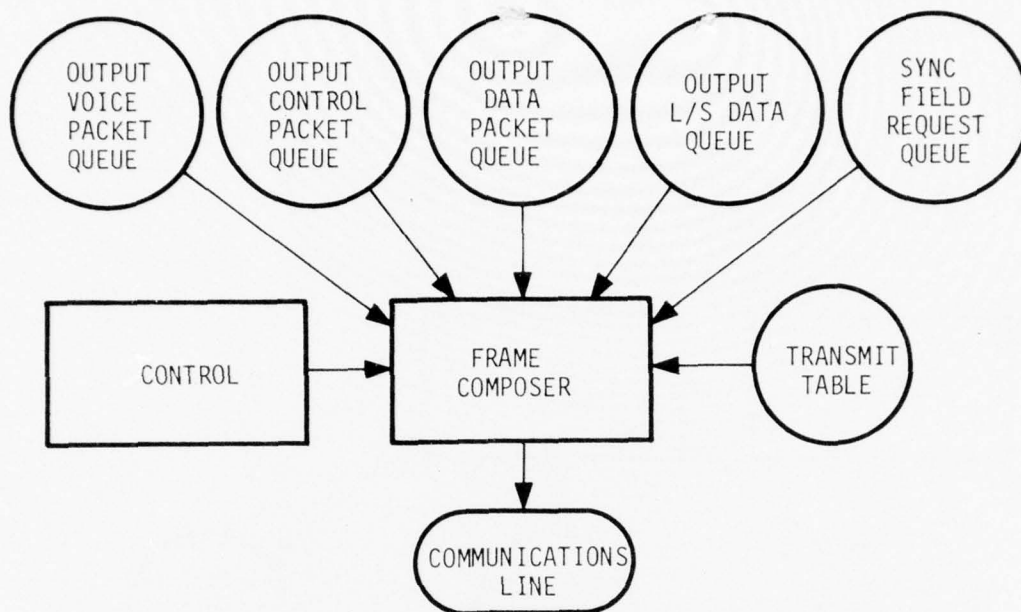 OUTPUT
VOICE
PACKET
QUEUE
OUTPUT
CONTROL
PACKET
QUEUE
OUTPUT
DATA
PACKET
QUEUE
OUTPUT
L/S DATA
QUEUE
SYNC
FIELD
REQUEST
QUEUE
CONTROL
FRAME
COMPOSER
TRANSMIT
TABLE
COMMUNICATIONS
LINE